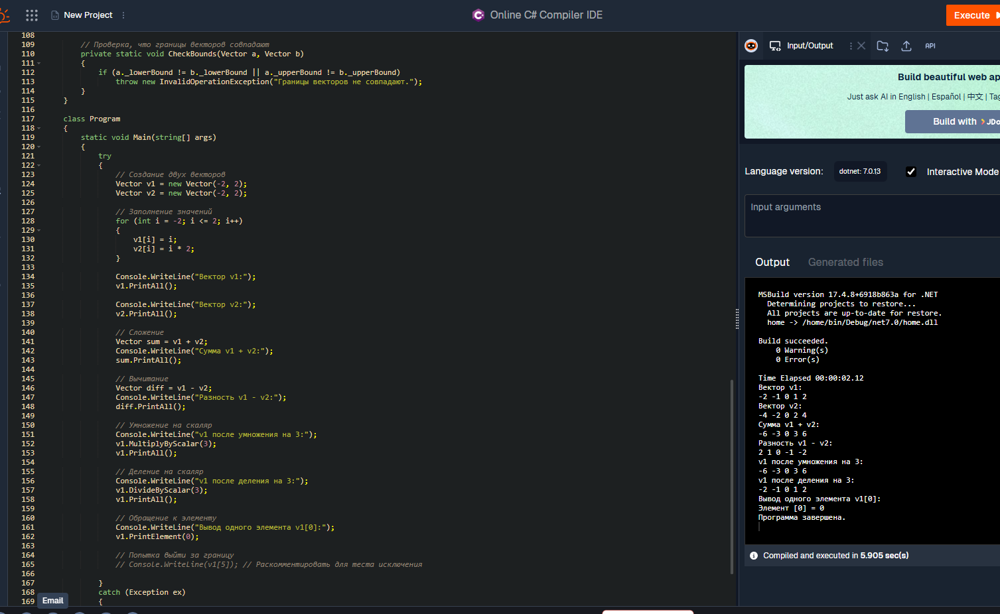 New Project
Online C# Compiler IDE
Execute
108
109 // Проверка, что границы векторов совпадают
110 private static void CheckBounds(Vector a, Vector b)
111 {
112 if (a._lowerBound != b._lowerBound || a._upperBound != b._upperBound)
113 throw new InvalidOperationException("Границы векторов не совпадают.");
114 }
115 }
116
117 class Program
118 {
119 static void Main(string[] args)
120 {
121 try
122 {
123 // Создание двух векторов
124 Vector v1 = new Vector(-2, 2);
125 Vector v2 = new Vector(-2, 2);
126
127 // Заполнение значений
128 for (int i = -2; i <= 2; i++)
129 {
130 v1[i] = i;
131 v2[i] = i * 2;
132 }
133
134 Console.WriteLine("Вектор v1:");
135 v1.PrintAll();
136
137 Console.WriteLine("Вектор v2:");
138 v2.PrintAll();
139
140 // Сложение
141 Vector sum = v1 + v2;
142 Console.WriteLine("Сумма v1 + v2:");
143 sum.PrintAll();
144
145 // Вычитание
146 Vector diff = v1 - v2;
147 Console.WriteLine("Разность v1 - v2:");
148 diff.PrintAll();
149
150 // Умножение на скаляр
151 Console.WriteLine("v1 после умножения на 3:");
152 v1.MultiplyByScalar(3);
153 v1.PrintAll();
154
155 // Деление на скаляр
156 Console.WriteLine("v1 после деления на 3:");
157 v1.DivideByScalar(3);
158 v1.PrintAll();
159
160 // Обращение к элементу
161 Console.WriteLine("Вывод одного элемента v1[0]:");
162 v1.PrintElement(0);
163
164 // Попытка выйти за границу
165 // Console.WriteLine(v1[5]); // Раскомментировать для теста исключения
166
167 }
168 catch (Exception ex)
169 {
Email
Input/Output
API
Build beautiful web ap
Just ask AI in English | Español | 中文 | Tag
Build with JDo
Language version: dotnet: 7.0.13 Interactive Mode
Input arguments
Output Generated files
MSBuild version 17.4.8+6918b863a for .NET
Determining projects to restore...
All projects are up-to-date for restore.
home -> /home/bin/Debug/net7.0/home.dll
Build succeeded.
0 Warning(s)
0 Error(s)
Time Elapsed 00:00:02.12
Вектор v1:
-2 -1 0 1 2
Вектор v2:
-4 -2 0 2 4
Сумма v1 + v2:
-6 -3 0 3 6
Разность v1 - v2:
2 1 0 -1 -2
v1 после умножения на 3:
-6 -3 0 3 6
v1 после деления на 3:
-2 -1 0 1 2
Вывод одного элемента v1[0]:
Элемент [0] = 0
Программа завершена.
Compiled and executed in 5.905 sec(s)